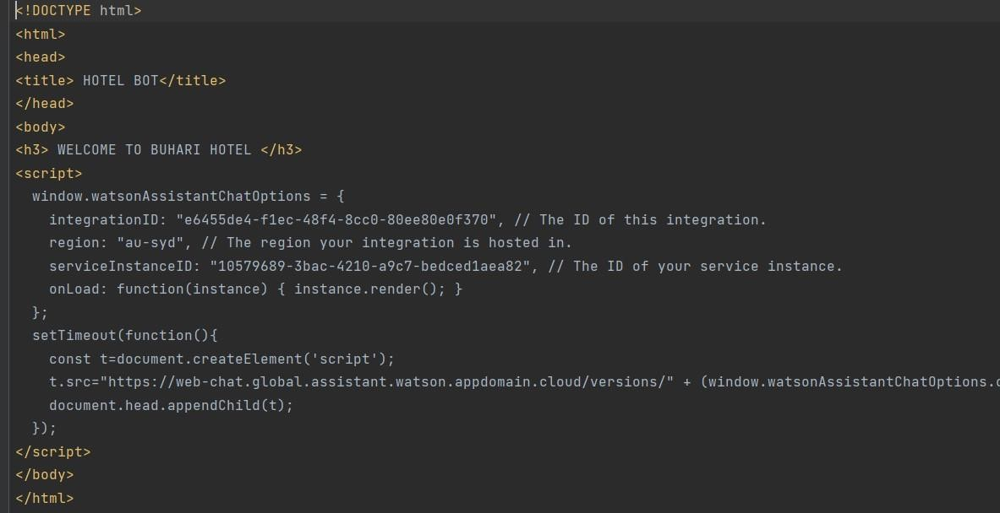 <!DOCTYPE html>
<html>
<head>
<title> HOTEL BOT</title>
</head>
<body>
<h3> WELCOME TO BUHARI HOTEL </h3>
<script>
window.watsonAssistantChatOptions = {
integrationID: "e6455de4-f1ec-48f4-8cc0-80ee80e0f370", // The ID of this integration.
region: "au-syd", // The region your integration is hosted in.
serviceInstanceID: "10579689-3bac-4210-a9c7-bedced1aea82", // The ID of your service instance.
onLoad: function(instance) { instance.render(); }
};
setTimeout(function(){
const t=document.createElement('script');
t.src="https://web-chat.global.assistant.watson.appdomain.cloud/versions/" + (window.watsonAssistantChatOptions.
document.head.appendChild(t);
});
</script>
</body>
</html>